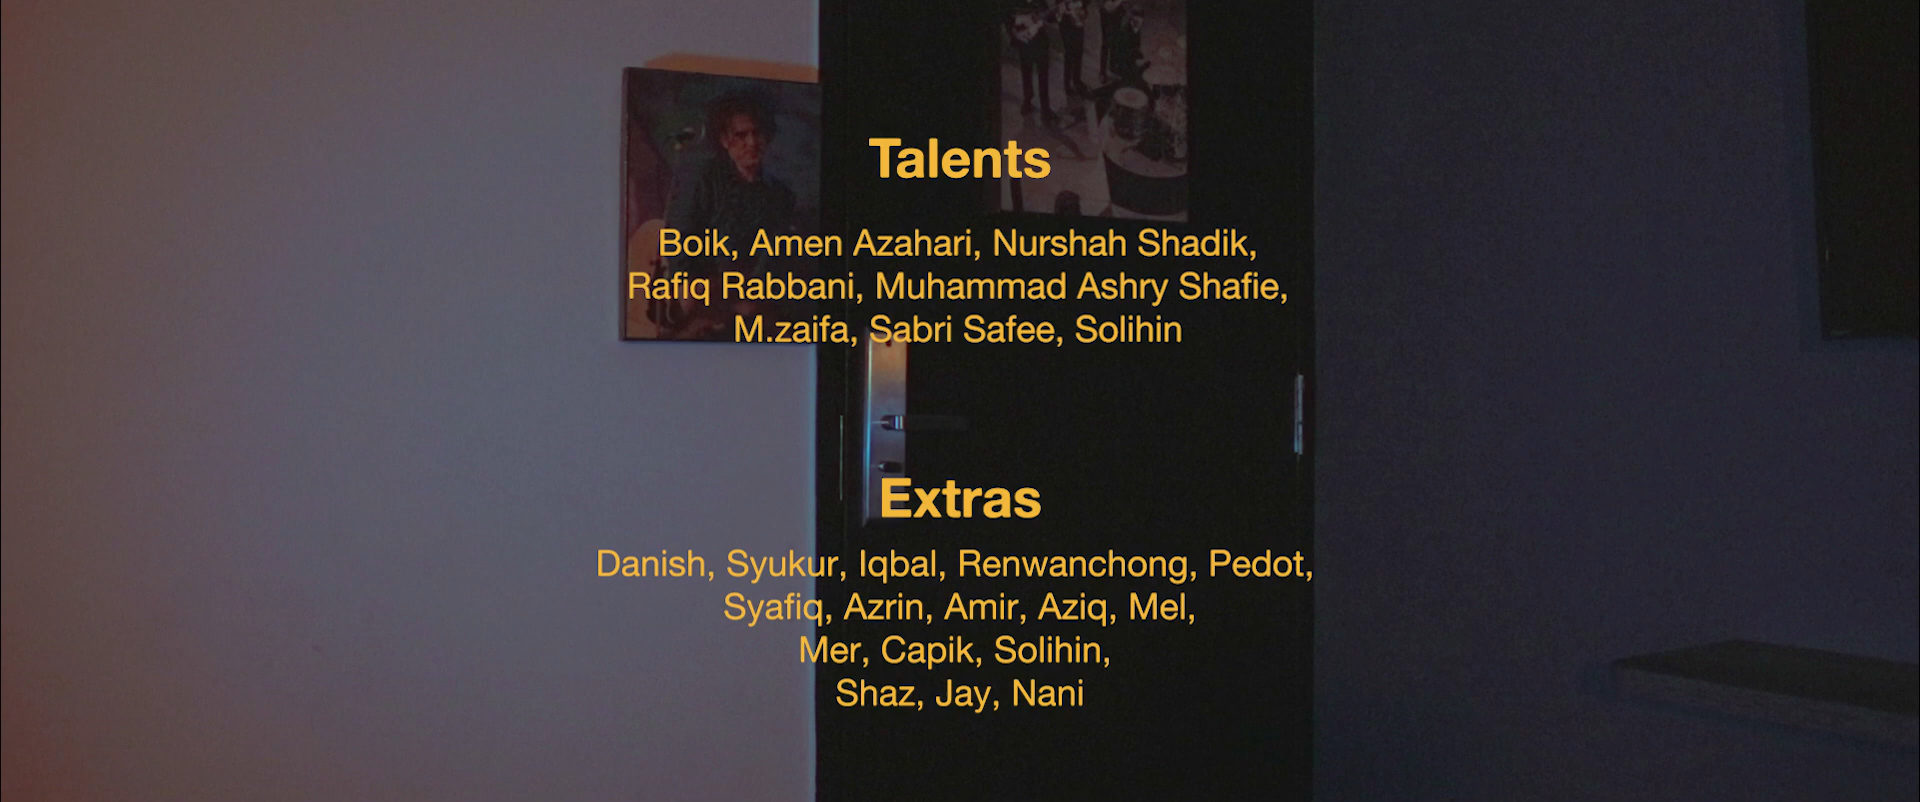 Talents
Boik, Amen Azahari, Nurshah Shadik,
Rafiq Rabbani, Muhammad Ashry Shafie,
M.zaifa, Sabri Safee, Solihin
Extras
Danish, Syukur, Iqbal, Renwanchong, Pedot,
Syafiq, Azrin, Amir, Aziq, Mel,
Mer, Capik, Solihin,
Shaz, Jay, Nani